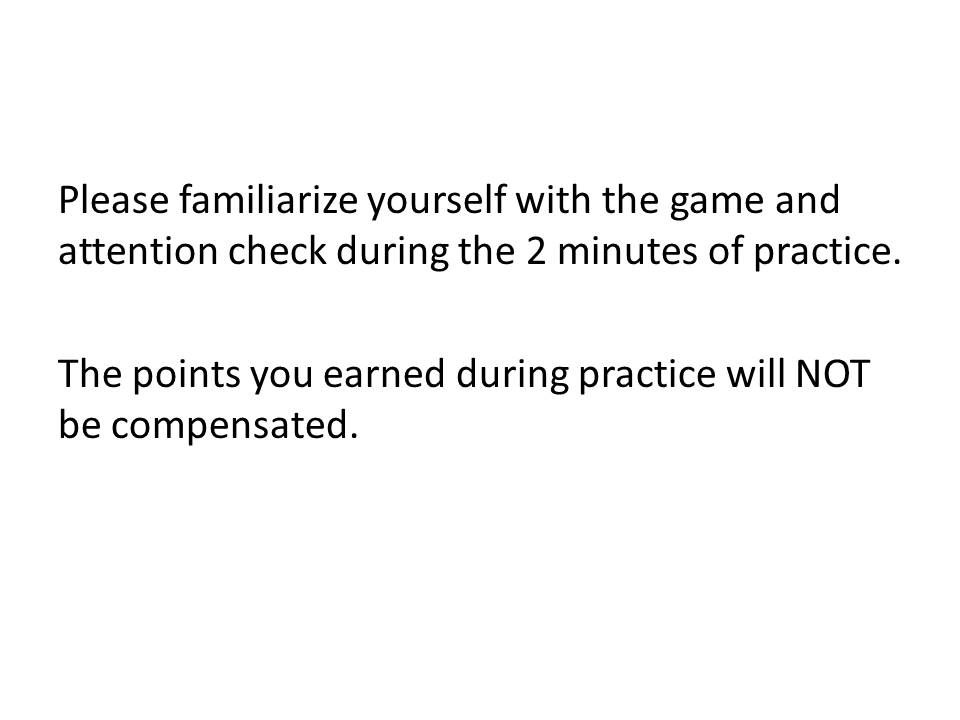 Please familiarize yourself with the game and
attention check during the 2 minutes of practice.
The points you earned during practice will NOT
be compensated.